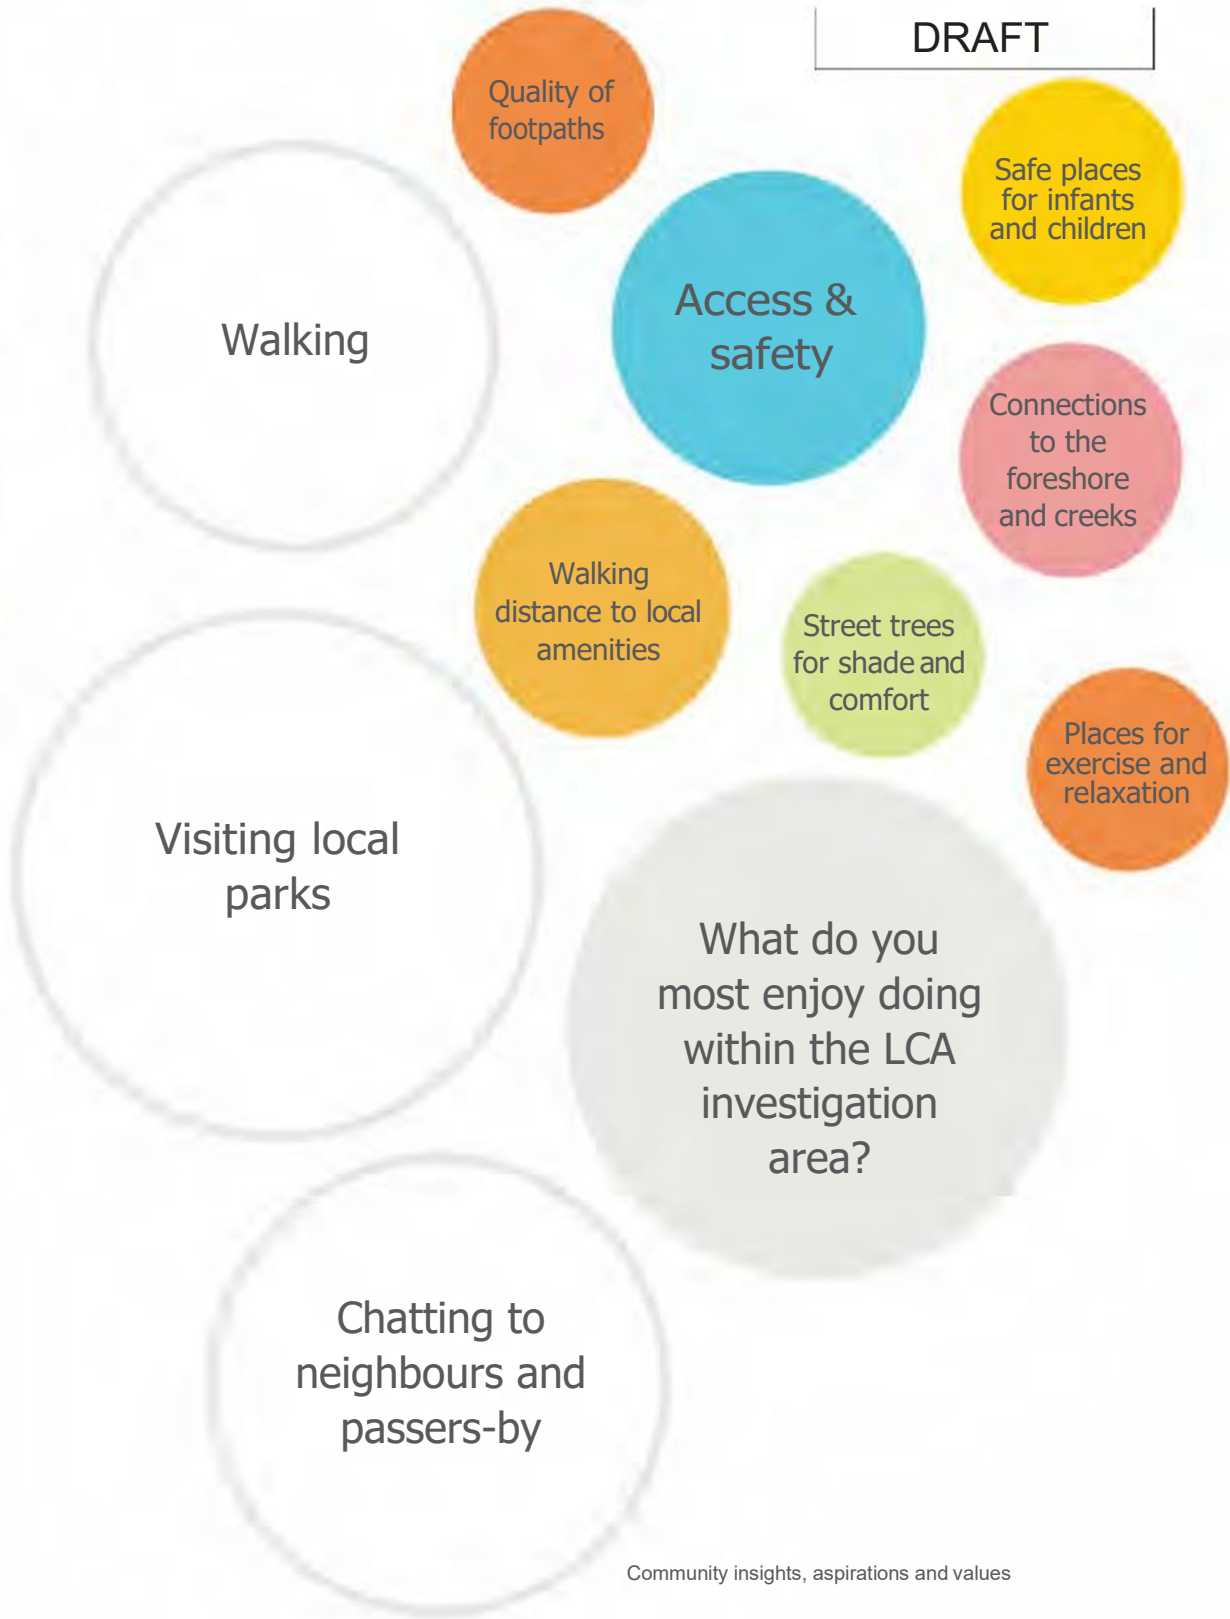 DRAFT
Quality of
footpaths
Safe places
for infants
and children
Access &
safety
Walking
Connections
to the
foreshore
and creeks
Walking
distance to local
amenities
Street trees
for shade and
comfort
Places for
exercise and
relaxation
Visiting local
parks
What do you
most enjoy doing
within the LCA
investigation
area?
Chatting to
neighbours and
passers-by
Community insights, aspirations and values